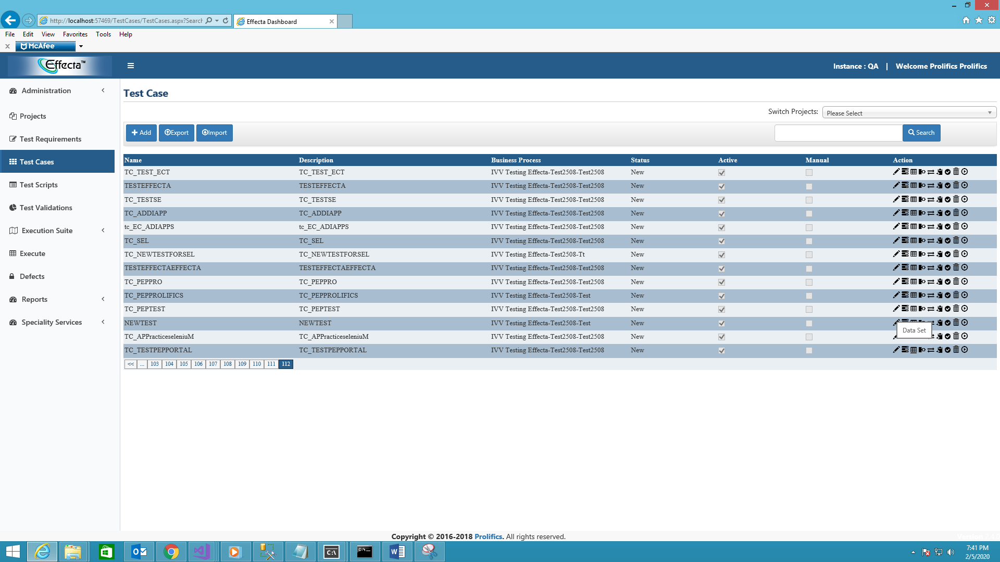 http://localhost:57469/TestCases/TestCases.aspx?Search
Effecta Dashboard
File Edit View Favorites Tools Help
McAfee
Effecta™
Instance : QA | Welcome Prolifics Prolifics
Administration
Projects
Test Requirements
Test Cases
Test Scripts
Test Validations
Execution Suite
Execute
Defects
Reports
Speciality Services
Test Case
Switch Projects: Please Select
Add Export Import Search
Name Description Business Process Status Active Manual Action
TC_TEST_ECT TC_TEST_ECT IVV Testing Effecta-Test2508-Test2508 New
TESTEFFECTA TESTEFFECTA IVV Testing Effecta-Test2508-Test2508 New
TC_TESTSE TC_TESTSE IVV Testing Effecta-Test2508-Test2508 New
TC_ADDIAPP TC_ADDIAPP IVV Testing Effecta-Test2508-Test2508 New
tc_EC_ADIAPPS tc_EC_ADIAPPS IVV Testing Effecta-Test2508-Test2508 New
TC_SEL TC_SEL IVV Testing Effecta-Test2508-Test2508 New
TC_NEWTESTFORSEL TC_NEWTESTFORSEL IVV Testing Effecta-Test2508-Tt New
TESTEFFECTAEFFECTA TESTEFFECTAEFFECTA IVV Testing Effecta-Test2508-Test2508 New
TC_PEPPRO TC_PEPPRO IVV Testing Effecta-Test2508-Test2508 New
TC_PEPPROLIFICS TC_PEPPROLIFICS IVV Testing Effecta-Test2508-Test New
TC_PEPTEST TC_PEPTEST IVV Testing Effecta-Test2508-Test2508 New
NEWTEST NEWTEST IVV Testing Effecta-Test2508-Test New
Data Set
TC_APPracticeseleniuM TC_APPracticeseleniuM IVV Testing Effecta-Test2508-Test2508 New
TC_TESTPEPPORTAL TC_TESTPEPPORTAL IVV Testing Effecta-Test2508-Test2508 New
<< ... 103 104 105 106 107 108 109 110 111 112
Copyright © 2016-2018 Prolifics. All rights reserved.
7:41 PM
2/5/2020